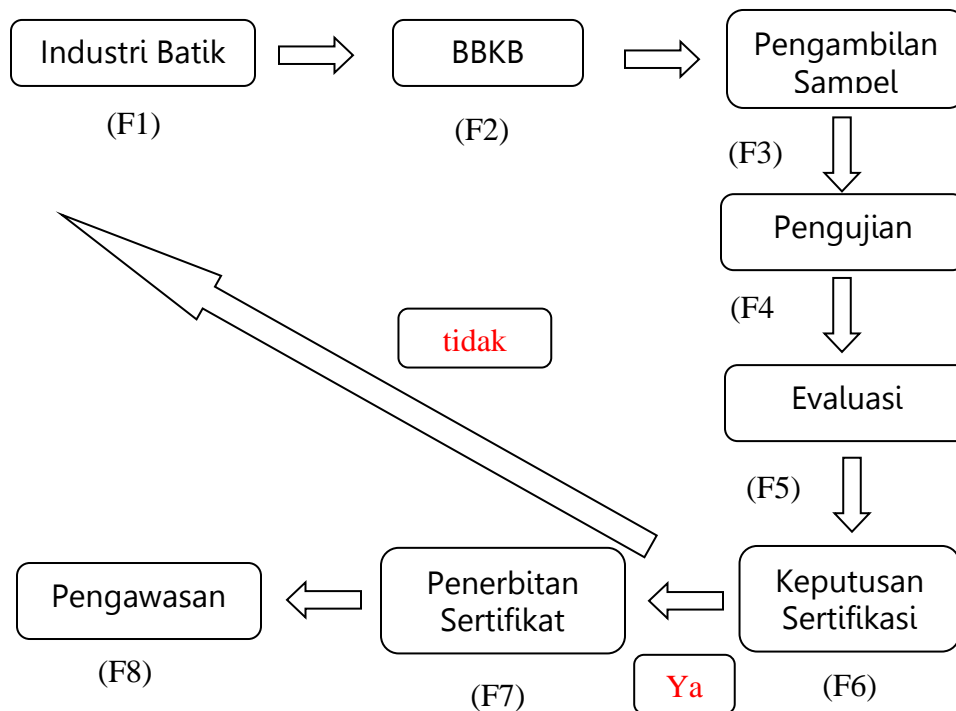 Industri Batik
(F1)
BBKB
(F2)
Pengambilan
Sampel
(F3)
Pengujian
(F4
Evaluasi
(F5)
tidak
Keputusan
Sertifikasi
(F6)
Ya
Penerbitan
Sertifikat
(F7)
Pengawasan
(F8)